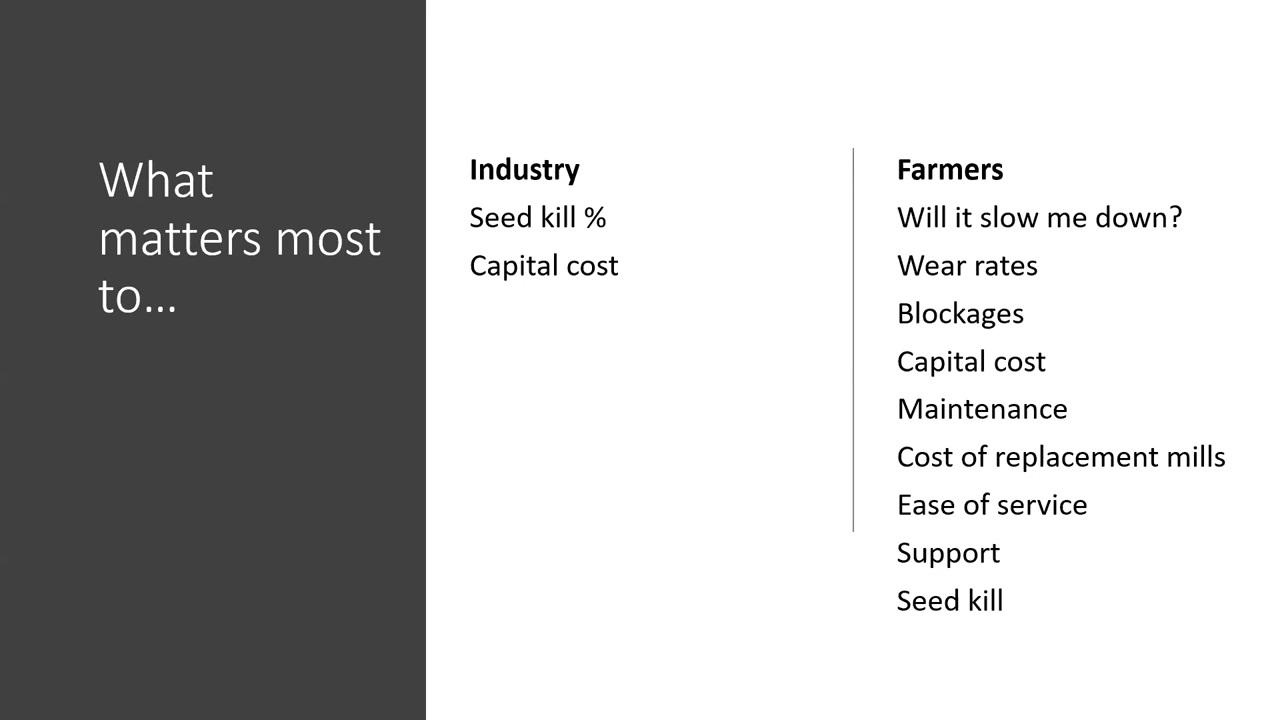 What
matters most
to...
Industry
Seed kill %
Capital cost
Farmers
Will it slow me down?
Wear rates
Blockages
Capital cost
Maintenance
Cost of replacement mills
Ease of service
Support
Seed kill